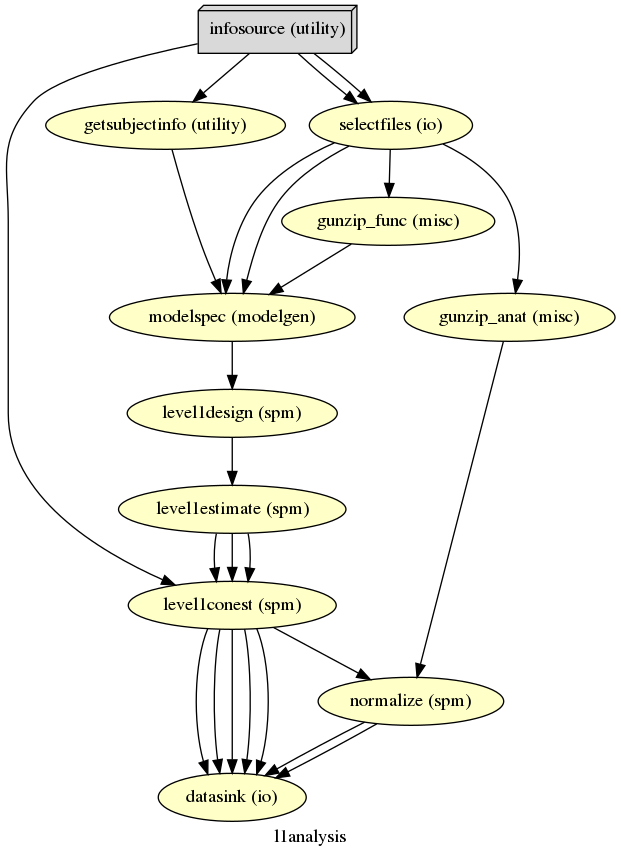 infosource (utility)
getsubjectinfo (utility)
selectfiles (io)
gunzip_func (misc)
modelspec (modelgen)
gunzip_anat (misc)
level1design (spm)
level1estimate (spm)
level1conest (spm)
normalize (spm)
datasink (io)
l1analysis